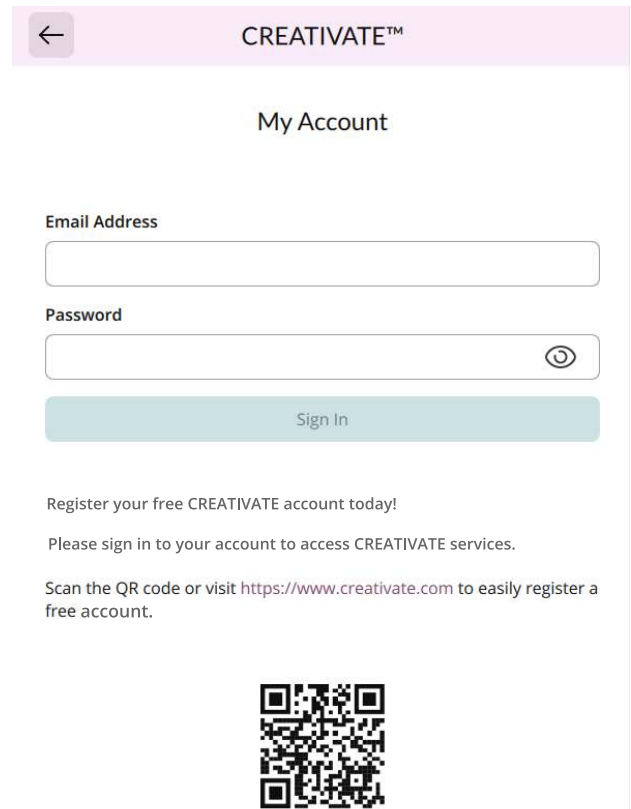 CREATIVATE™
My Account
Email Address
Password
Sign In
Register your free CREATIVATE account today!
Please sign in to your account to access CREATIVATE services.
Scan the QR code or visit https://www.creativate.com to easily register a
free account.